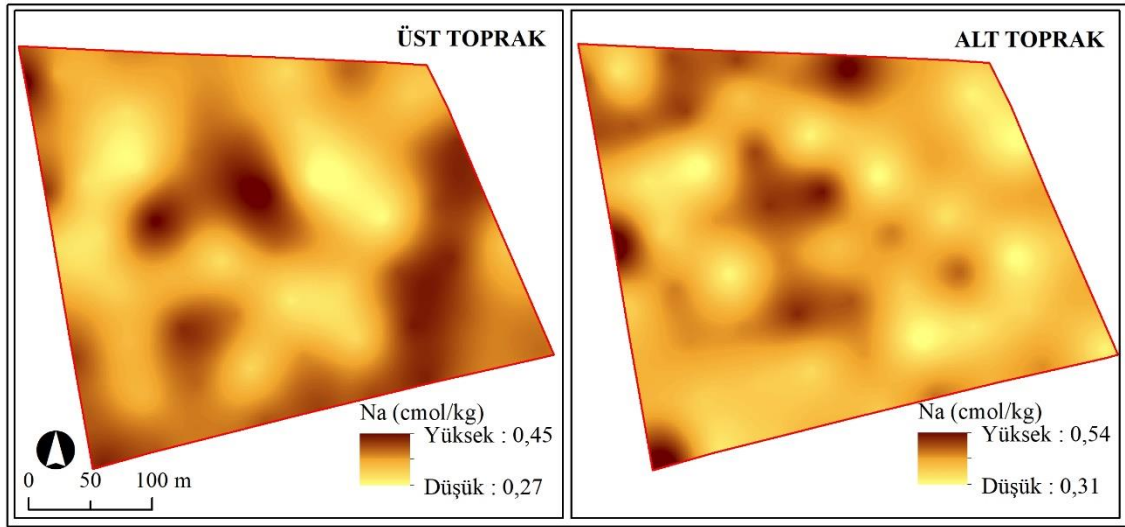 ÜST TOPRAK
Na (cmol/kg)
Yüksek : 0,45
Düşük : 0,27
0 50 100 m
ALT TOPRAK
Na (cmol/kg)
Yüksek : 0,54
Düşük : 0,31